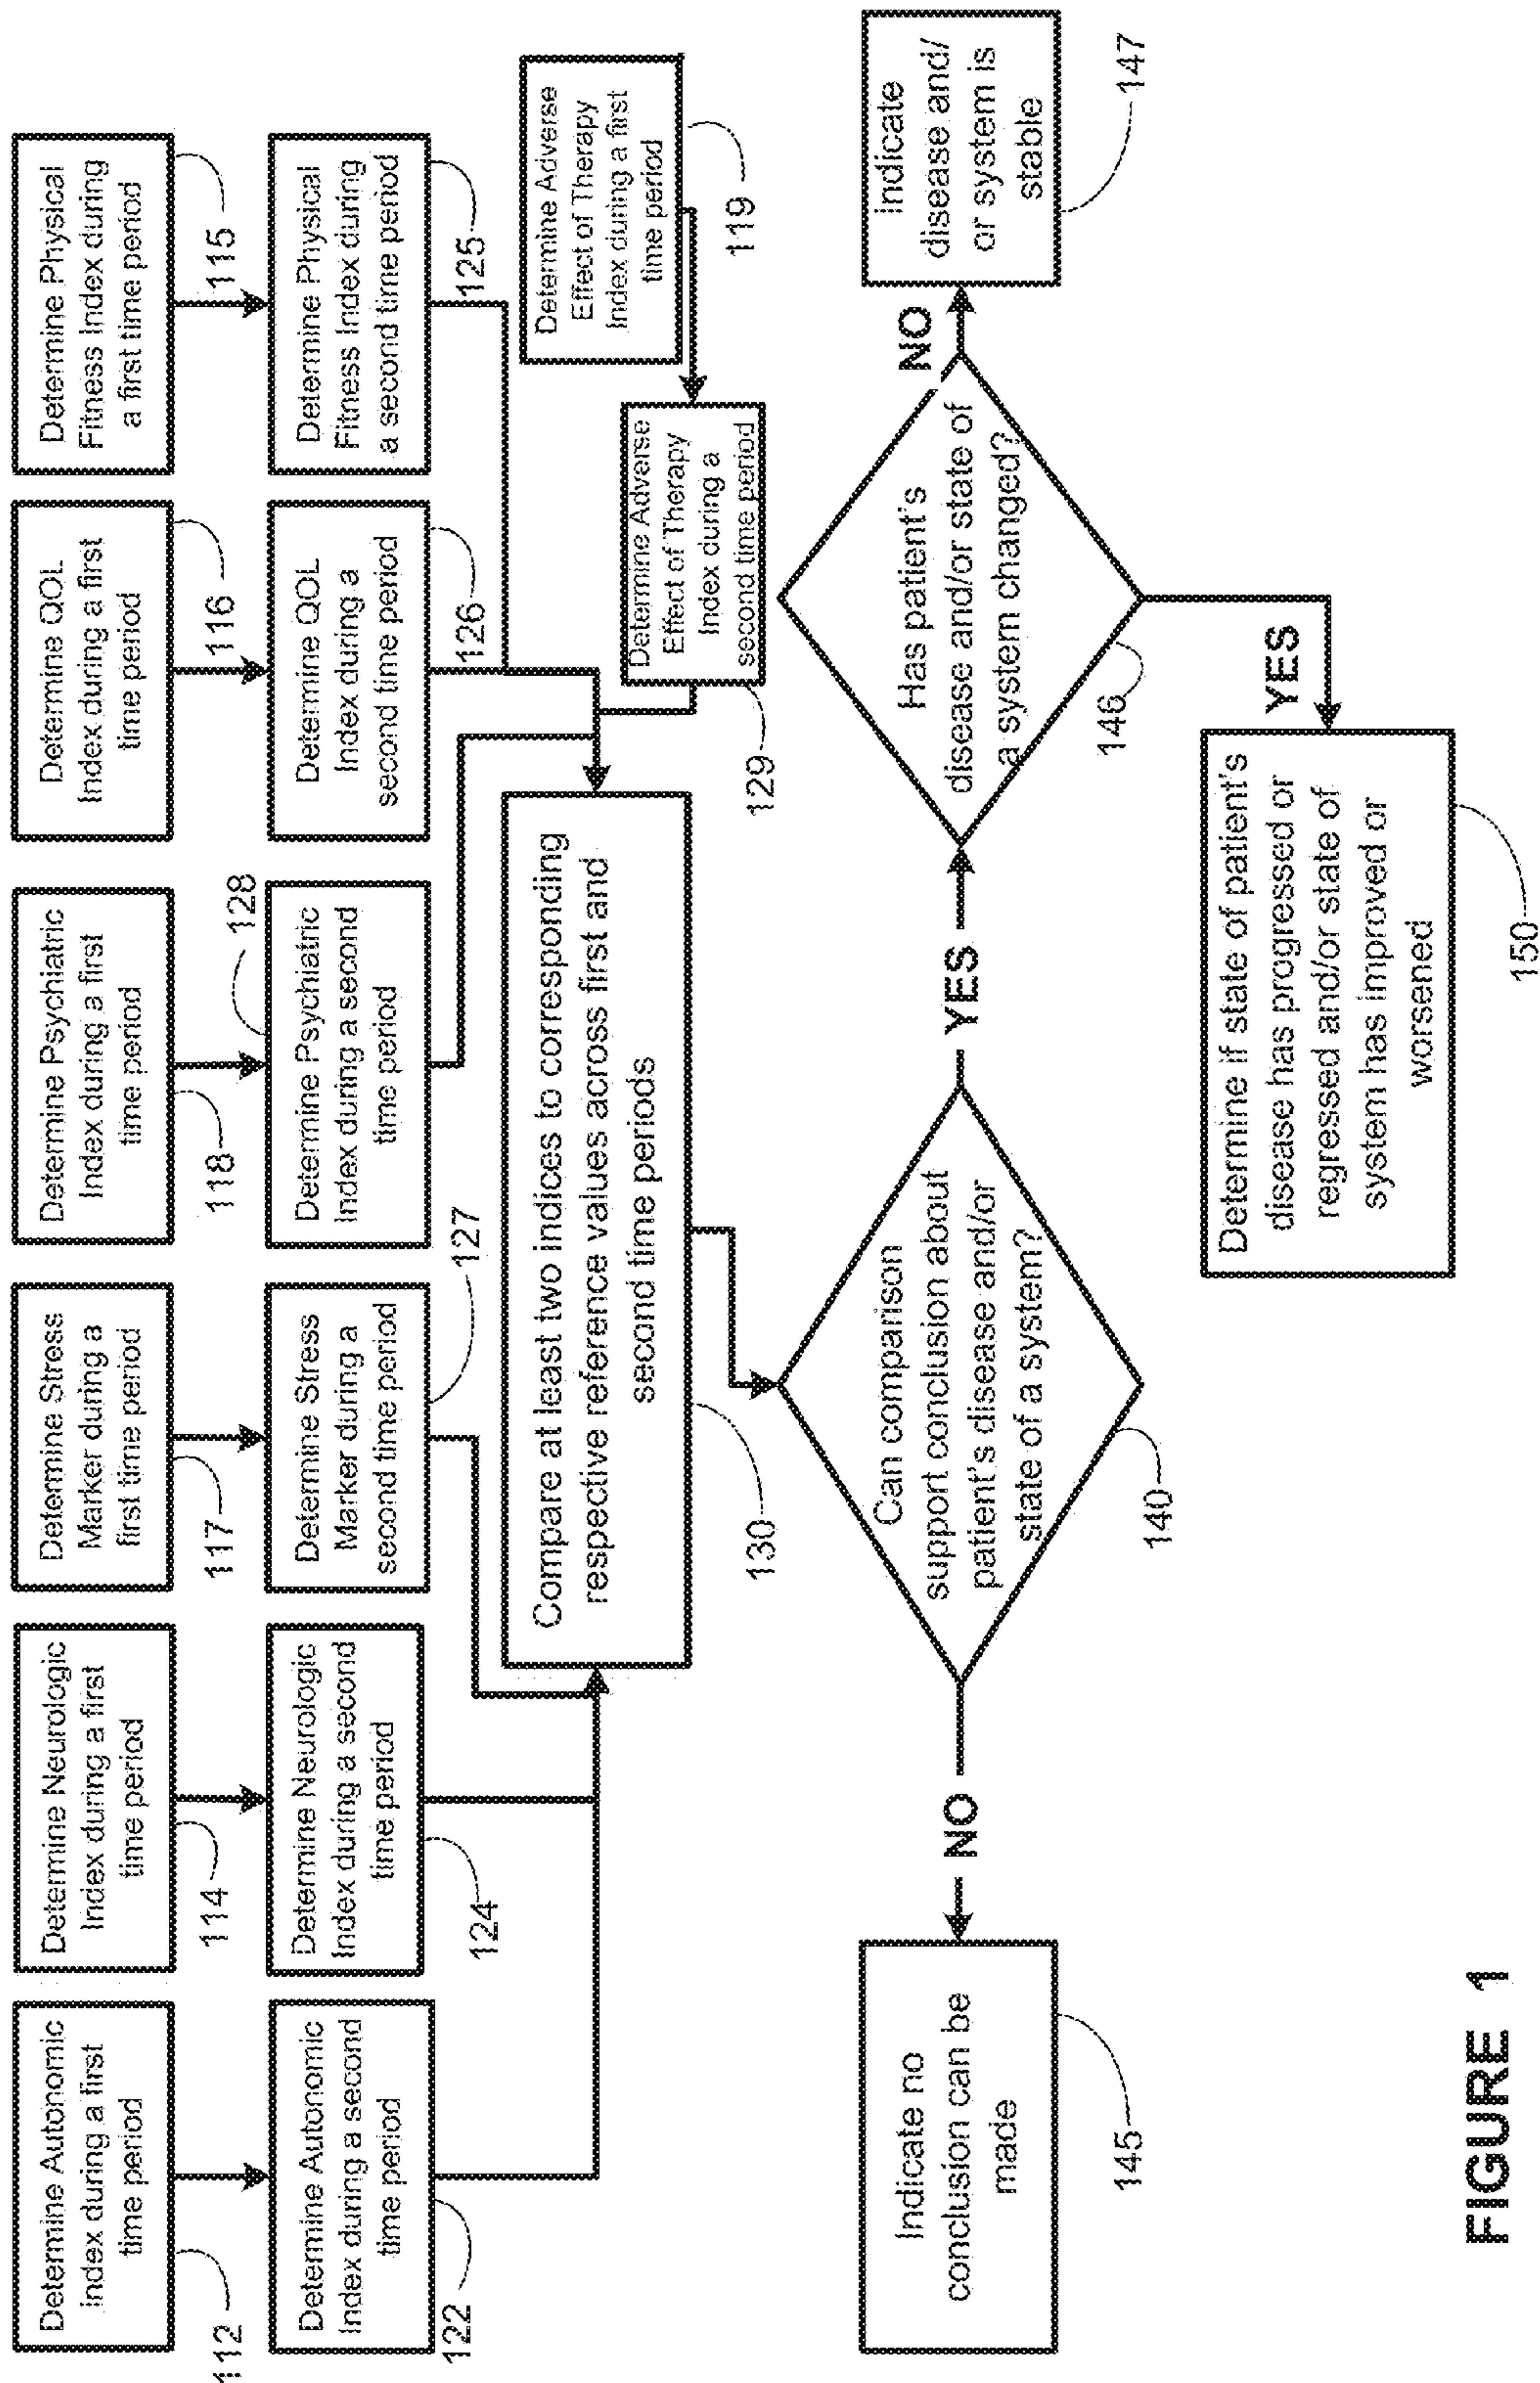 Determine Autonomic
Index during a first
time period
112
Determine Neurologic
Index during a first
time period
114
Determine Stress
Marker during a
first time period
117
Determine Psychiatric
Index during a first
time period
118
Determine QOL
Index during a first
time period
116
Determine Physical
Fitness Index during
a first time period
115
Determine Autonomic
Index during a second
time period
122
Determine Neurologic
Index during a second
time period
124
Determine Stress
Marker during a
second time period
127
Determine Psychiatric
Index during a second
time period
128
Determine QOL
Index during a
second time period
126
Determine Physical
Fitness Index during
a second time period
125
Determine Adverse
Effect of Therapy
Index during a first
time period
119
Determine Adverse
Effect of Therapy
Index during a
second time period
129
Compare at least two indices to corresponding
respective reference values across first and
second time periods
130
Can comparison
support conclusion about
patient's disease and/or
state of a system?
140
NO
Indicate no
conclusion can be
made
145
YES
Has patient's
disease and/or state of
a system changed?
146
NO
Indicate
disease and/
or system is
stable
147
YES
Determine if state of patient's
disease has progressed or
regressed and/or state of
system has improved or
worsened
150
FIGURE 1